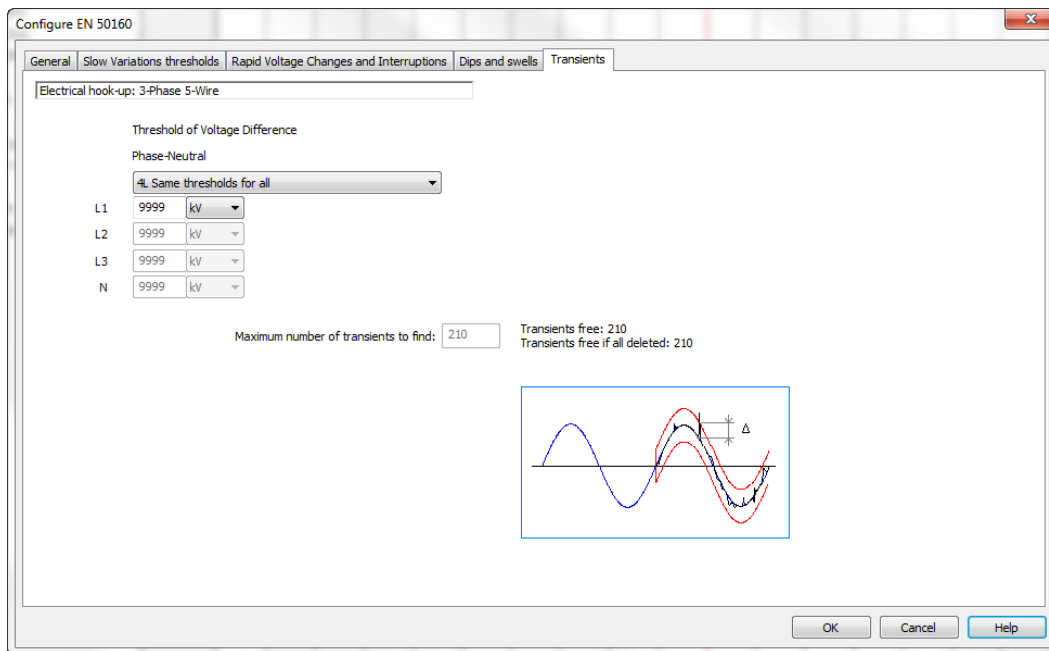 Configure EN 50160
General Slow Variations thresholds Rapid Voltage Changes and Interruptions Dips and swells Transients
Electrical hook-up: 3-Phase 5-Wire
Threshold of Voltage Difference
Phase-Neutral
4L Same thresholds for all
L1 9999 kV
L2 9999 kV
L3 9999 kV
N 9999 kV
Maximum number of transients to find: 210
Transients free: 210
Transients free if all deleted: 210
Δ
OK Cancel Help